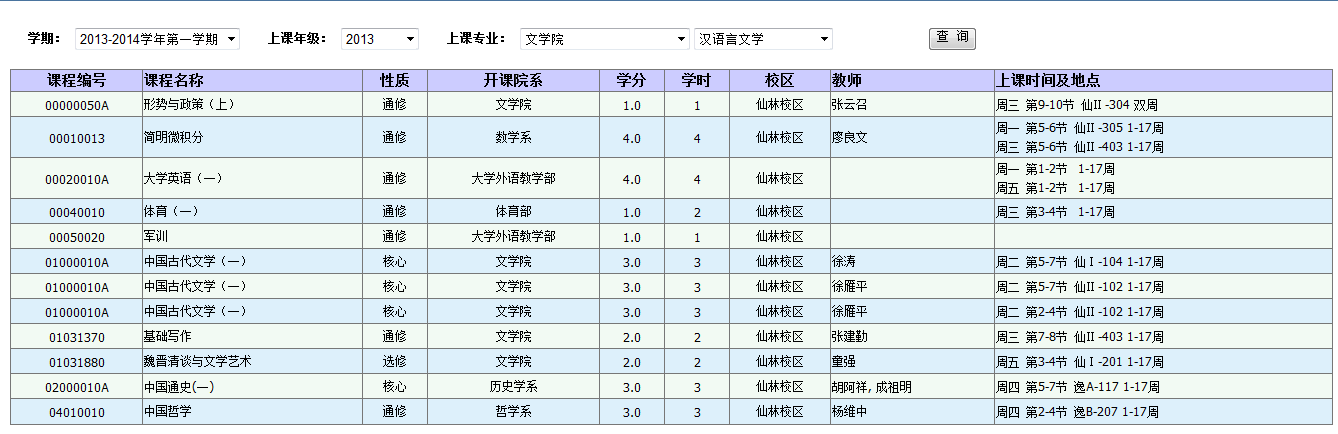 学期： 2013-2014学年第一学期 上课年级： 2013 上课专业： 文学院 汉语言文学 查 询
课程编号 课程名称 性质 开课院系 学分 学时 校区 教师 上课时间及地点
00000050A 形势与政策（上） 通修 文学院 1.0 1 仙林校区 张云召 周三 第9-10节 仙II -304 双周
00010013 简明微积分 通修 数学系 4.0 4 仙林校区 廖良文 周一 第5-6节 仙II -305 1-17周
周三 第5-6节 仙II -403 1-17周
00020010A 大学英语（一） 通修 大学外语教学部 4.0 4 仙林校区 周一 第1-2节 1-17周
周五 第1-2节 1-17周
00040010 体育（一） 通修 体育部 1.0 2 仙林校区 周三 第3-4节 1-17周
00050020 军训 通修 大学外语教学部 1.0 1 仙林校区
01000010A 中国古代文学（一） 核心 文学院 3.0 3 仙林校区 徐涛 周二 第5-7节 仙Ⅰ-104 1-17周
01000010A 中国古代文学（一） 核心 文学院 3.0 3 仙林校区 徐雁平 周二 第5-7节 仙II -102 1-17周
01000010A 中国古代文学（一） 核心 文学院 3.0 3 仙林校区 徐雁平 周二 第2-4节 仙II -102 1-17周
01031370 基础写作 通修 文学院 2.0 2 仙林校区 张建勤 周三 第7-8节 仙II -403 1-17周
01031880 魏晋清谈与文学艺术 选修 文学院 2.0 2 仙林校区 童强 周五 第3-4节 仙Ⅰ-201 1-17周
02000010A 中国通史(一) 核心 历史学系 3.0 3 仙林校区 胡阿祥, 成祖明 周四 第5-7节 逸A-117 1-17周
04010010 中国哲学 通修 哲学系 3.0 3 仙林校区 杨维中 周四 第2-4节 逸B-207 1-17周